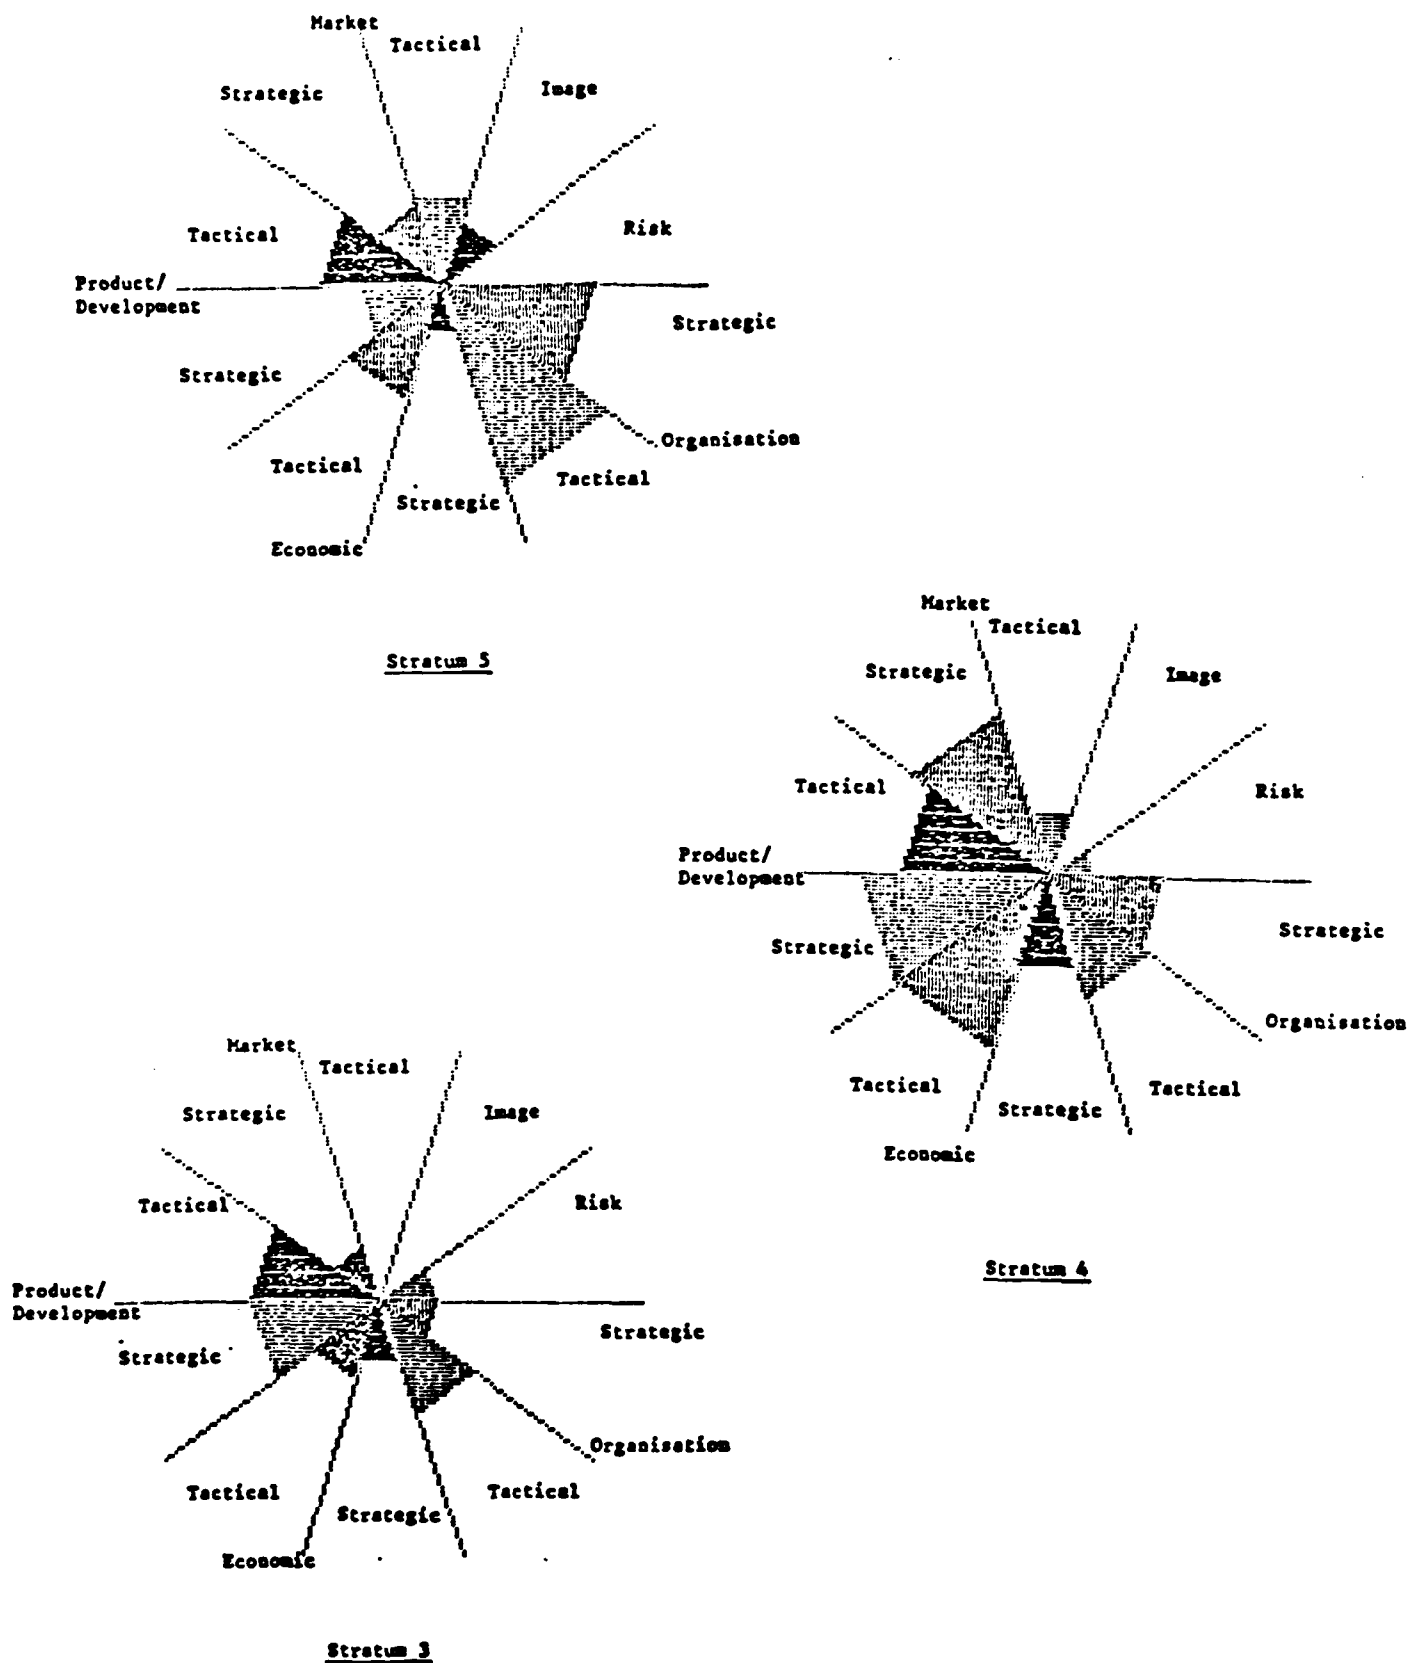 Market
Tactical
Strategic
Image
Tactical
Risk
Product/
Development
Strategic
Strategic
Organisation
Tactical
Strategic
Tactical
Economic
Stratum 5
Market
Tactical
Strategic
Image
Tactical
Risk
Product/
Development
Strategic
Strategic
Organisation
Tactical
Strategic
Tactical
Economic
Stratum 4
Market
Tactical
Strategic
Image
Tactical
Risk
Product/
Development
Strategic
Strategic
Organisation
Tactical
Strategic
Tactical
Economic
Stratum 3